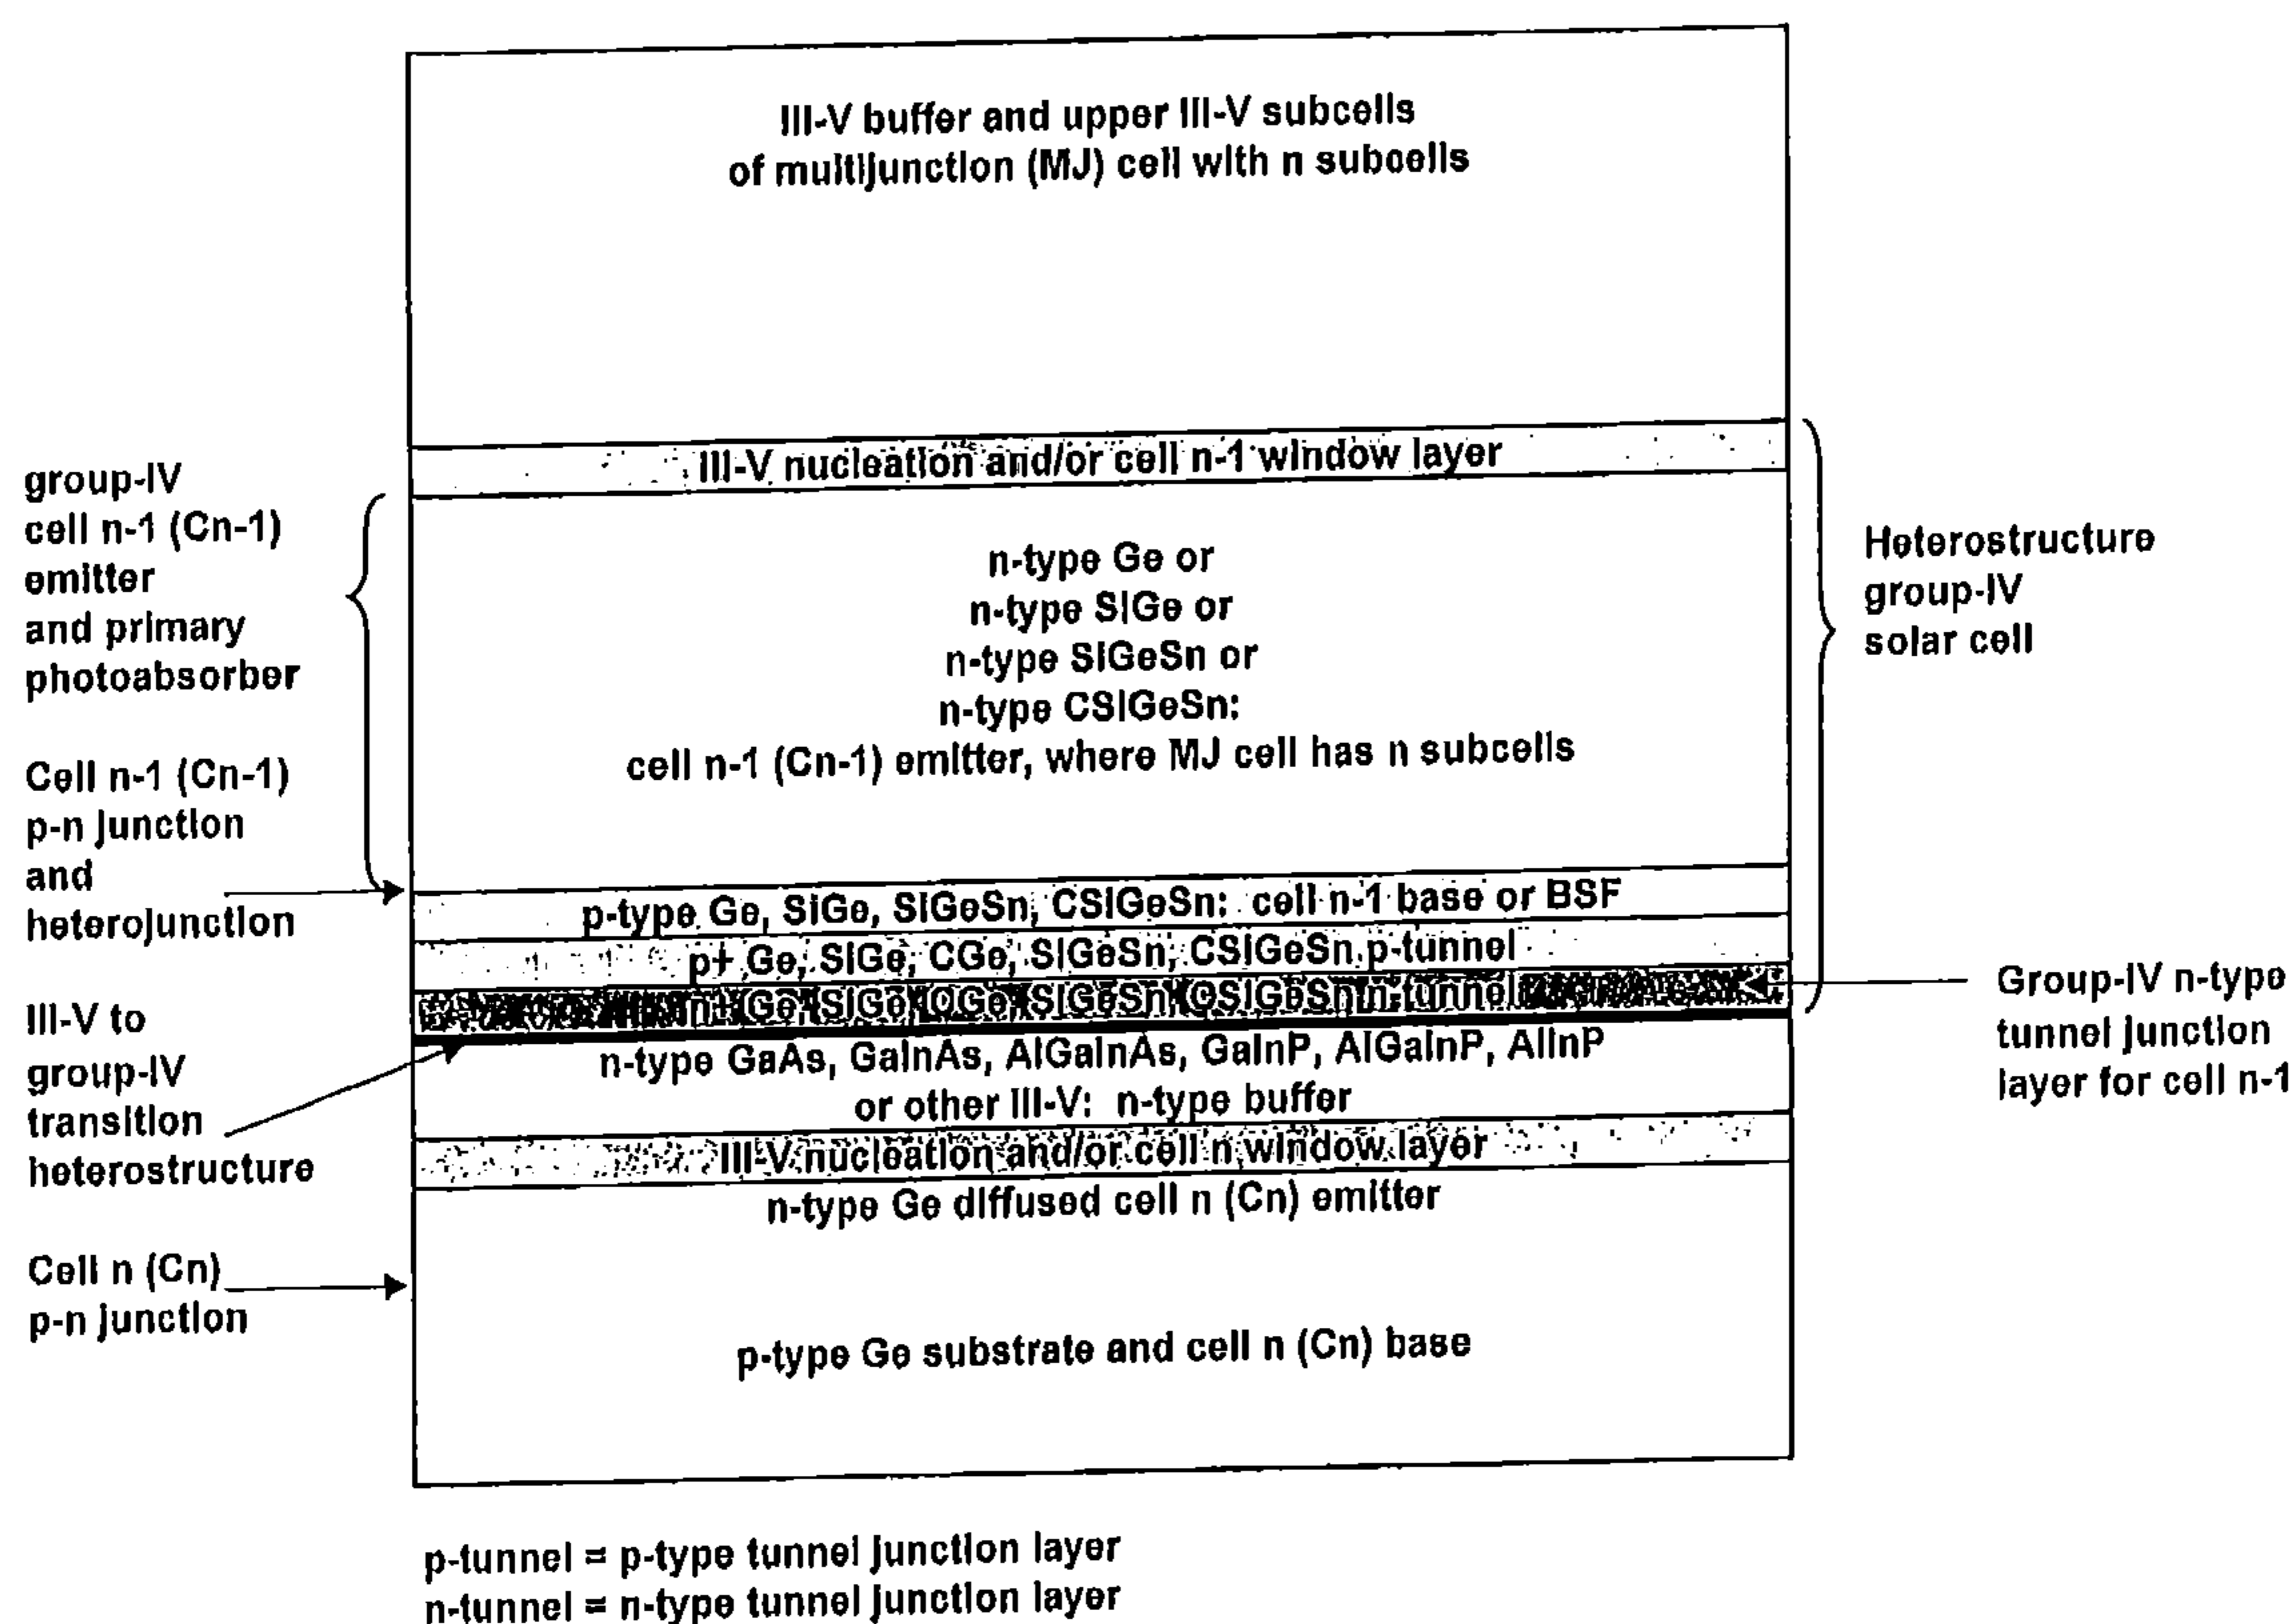 III-V buffer and upper III-V subcells
of multijunction (MJ) cell with n subcells
III-V nucleation and/or cell n-1 window layer
group-IV
cell n-1 (Cn-1)
emitter
and primary
photoabsorber
n-type Ge or
n-type SiGe or
n-type SiGeSn or
n-type CSiGeSn:
cell n-1 (Cn-1) emitter, where MJ cell has n subcells
Heterostructure
group-IV
solar cell
Cell n-1 (Cn-1)
p-n junction
and
heterojunction
p-type Ge, SiGe, SiGeSn, CSiGeSn: cell n-1 base or BSF
p+ Ge, SiGe, CGe, SiGeSn, CSiGeSn p-tunnel
n+ Ge, SiGe, CGe, SiGeSn, CSiGeSn n-tunnel
Group-IV n-type
tunnel junction
layer for cell n-1
III-V to
group-IV
transition
heterostructure
n-type GaAs, GaInAs, AlGaInAs, GaInP, AlGaInP, AlInP
or other III-V: n-type buffer
III-V nucleation and/or cell n window layer
n-type Ge diffused cell n (Cn) emitter
Cell n (Cn)
p-n junction
p-type Ge substrate and cell n (Cn) base
p-tunnel = p-type tunnel junction layer
n-tunnel = n-type tunnel junction layer